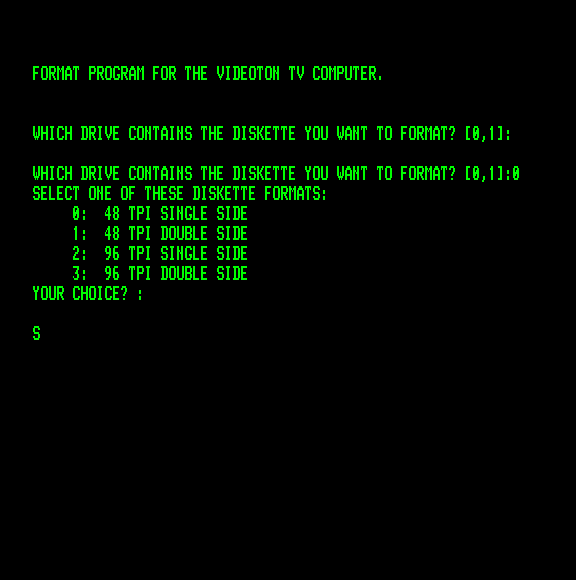 FORMAT PROGRAM FOR THE VIDEOTON TV COMPUTER.
WHICH DRIVE CONTAINS THE DISKETTE YOU WANT TO FORMAT? [0,1]:
WHICH DRIVE CONTAINS THE DISKETTE YOU WANT TO FORMAT? [0,1]:0
SELECT ONE OF THESE DISKETTE FORMATS:
0:  48 TPI SINGLE SIDE
1:  48 TPI DOUBLE SIDE
2:  96 TPI SINGLE SIDE
3:  96 TPI DOUBLE SIDE
YOUR CHOICE? :
S